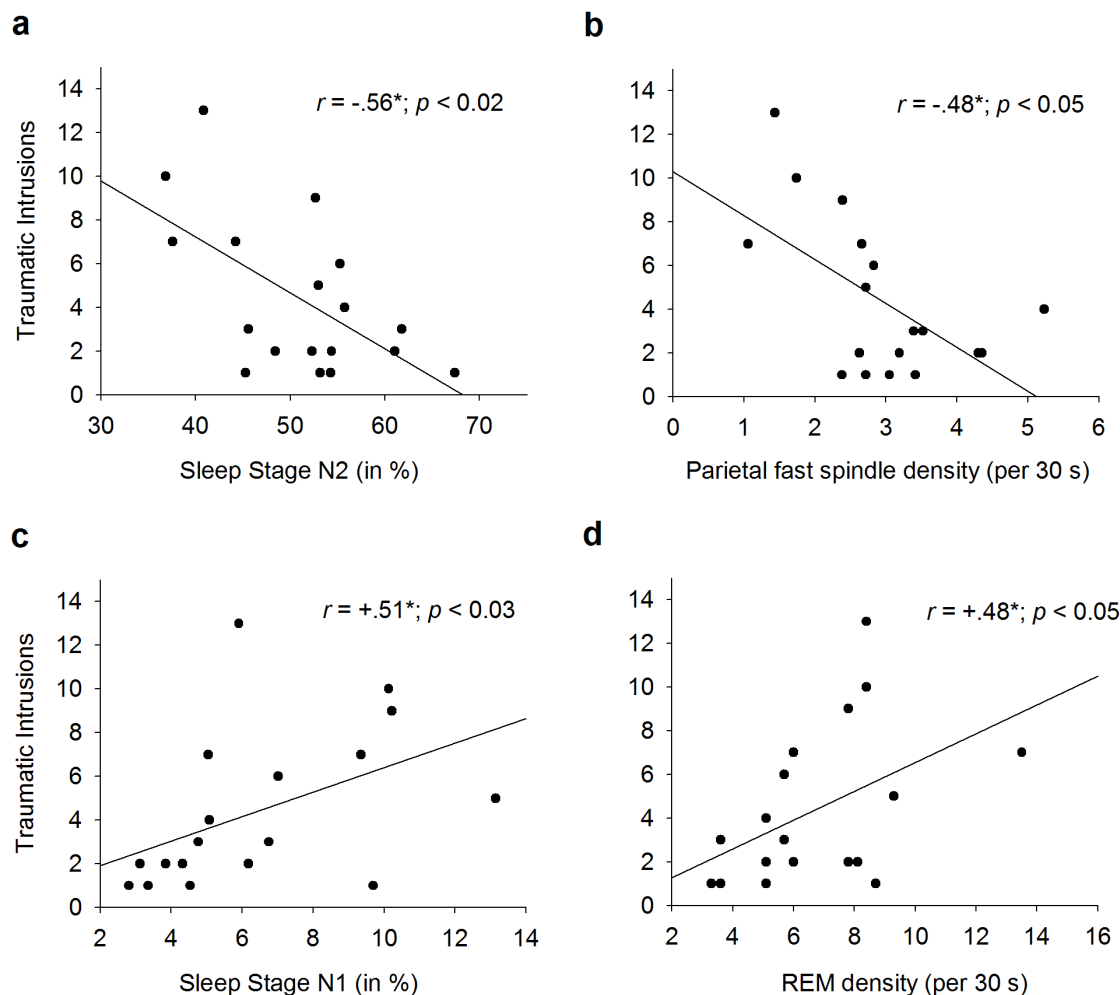 a
r = -.56*; p < 0.02
Traumatic Intrusions
14
12
10
8
6
4
2
0
30 40 50 60 70
Sleep Stage N2 (in %)
b
r = -.48*; p < 0.05
14
12
10
8
6
4
2
0
0 1 2 3 4 5 6
Parietal fast spindle density (per 30 s)
c
r = +.51*; p < 0.03
Traumatic Intrusions
14
12
10
8
6
4
2
0
2 4 6 8 10 12 14
Sleep Stage N1 (in %)
d
r = +.48*; p < 0.05
14
12
10
8
6
4
2
0
2 4 6 8 10 12 14 16
REM density (per 30 s)